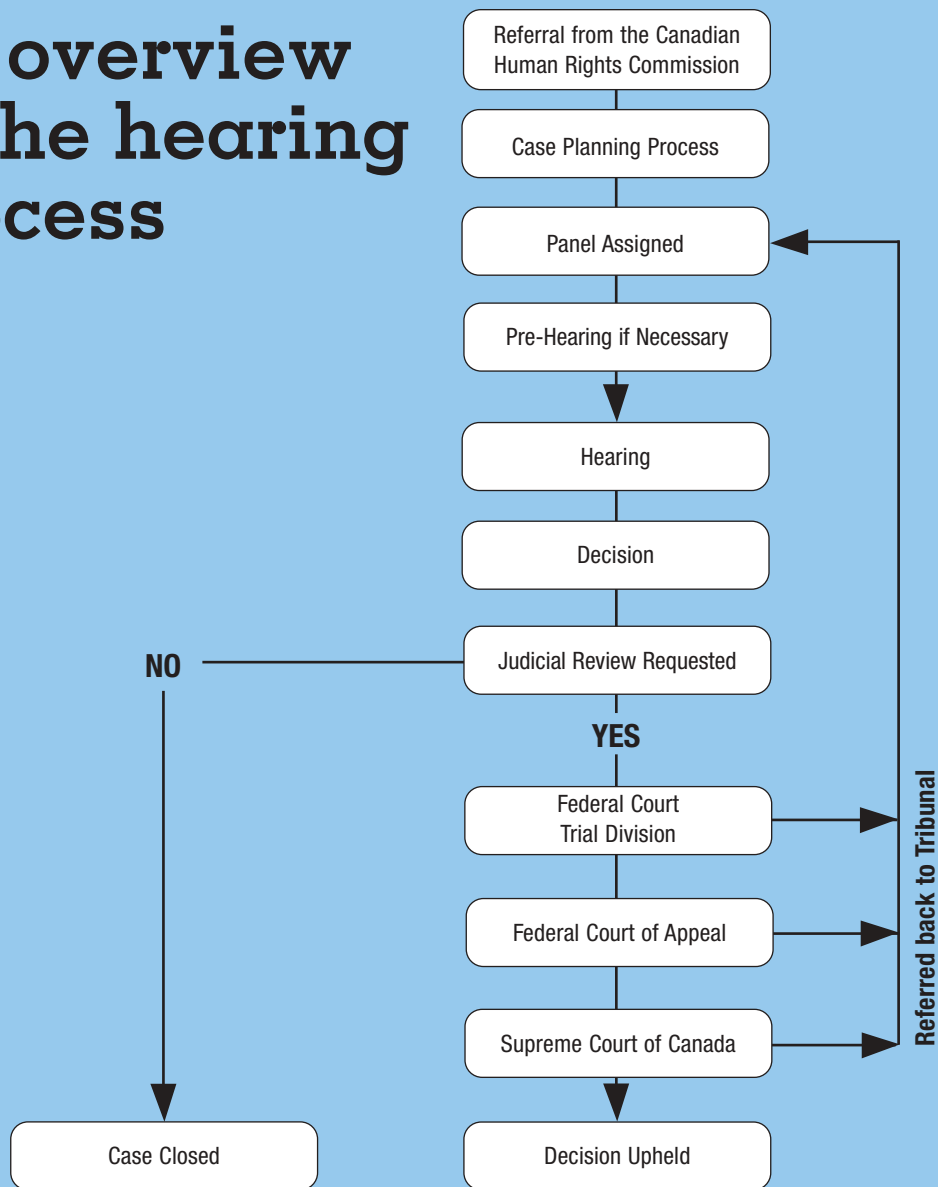 overview
he hearing
cess
Referral from the Canadian
Human Rights Commission
Case Planning Process
Panel Assigned
Pre-Hearing if Necessary
Hearing
Decision
Judicial Review Requested
NO
YES
Federal Court
Trial Division
Federal Court of Appeal
Supreme Court of Canada
Referred back to Tribunal
Case Closed
Decision Upheld